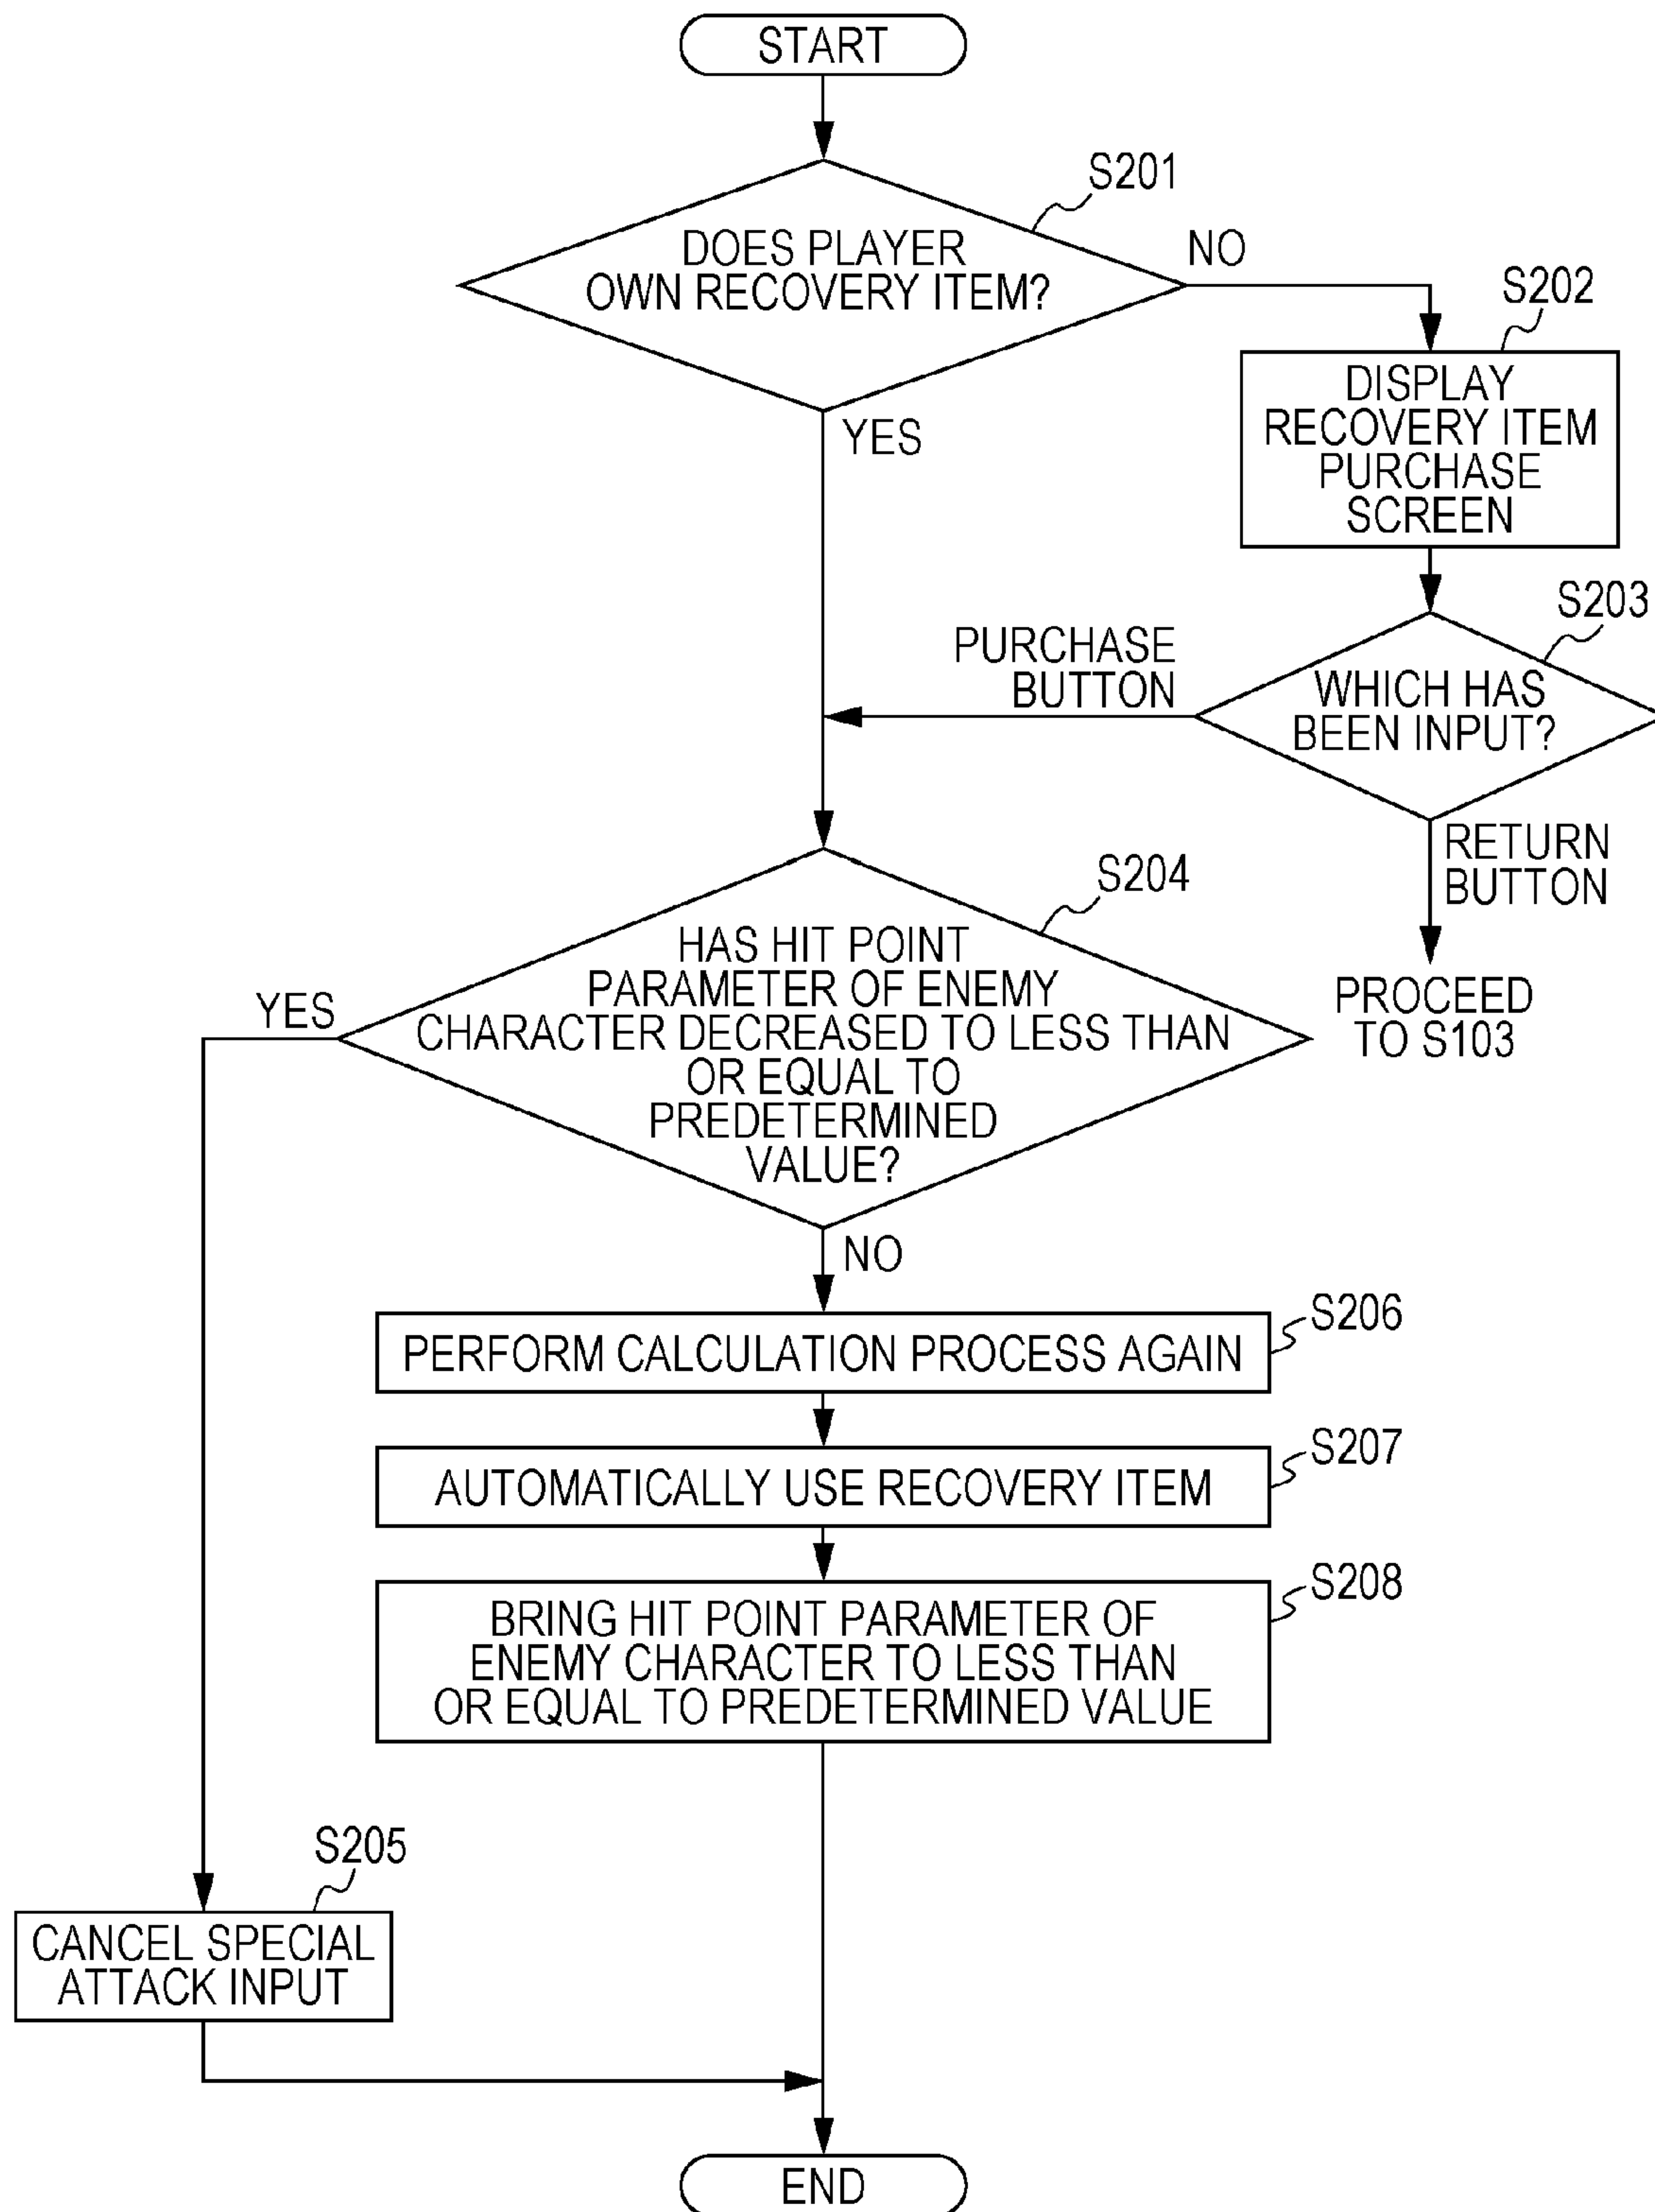 START
S201
DOES PLAYER
OWN RECOVERY ITEM?
NO
YES
S202
DISPLAY
RECOVERY ITEM
PURCHASE
SCREEN
S203
WHICH HAS
BEEN INPUT?
PURCHASE
BUTTON
RETURN
BUTTON
PROCEED
TO S103
S204
HAS HIT POINT
PARAMETER OF ENEMY
CHARACTER DECREASED TO LESS THAN
OR EQUAL TO
PREDETERMINED
VALUE?
YES
NO
S206
PERFORM CALCULATION PROCESS AGAIN
S207
AUTOMATICALLY USE RECOVERY ITEM
S208
BRING HIT POINT PARAMETER OF
ENEMY CHARACTER TO LESS THAN
OR EQUAL TO PREDETERMINED VALUE
S205
CANCEL SPECIAL
ATTACK INPUT
END